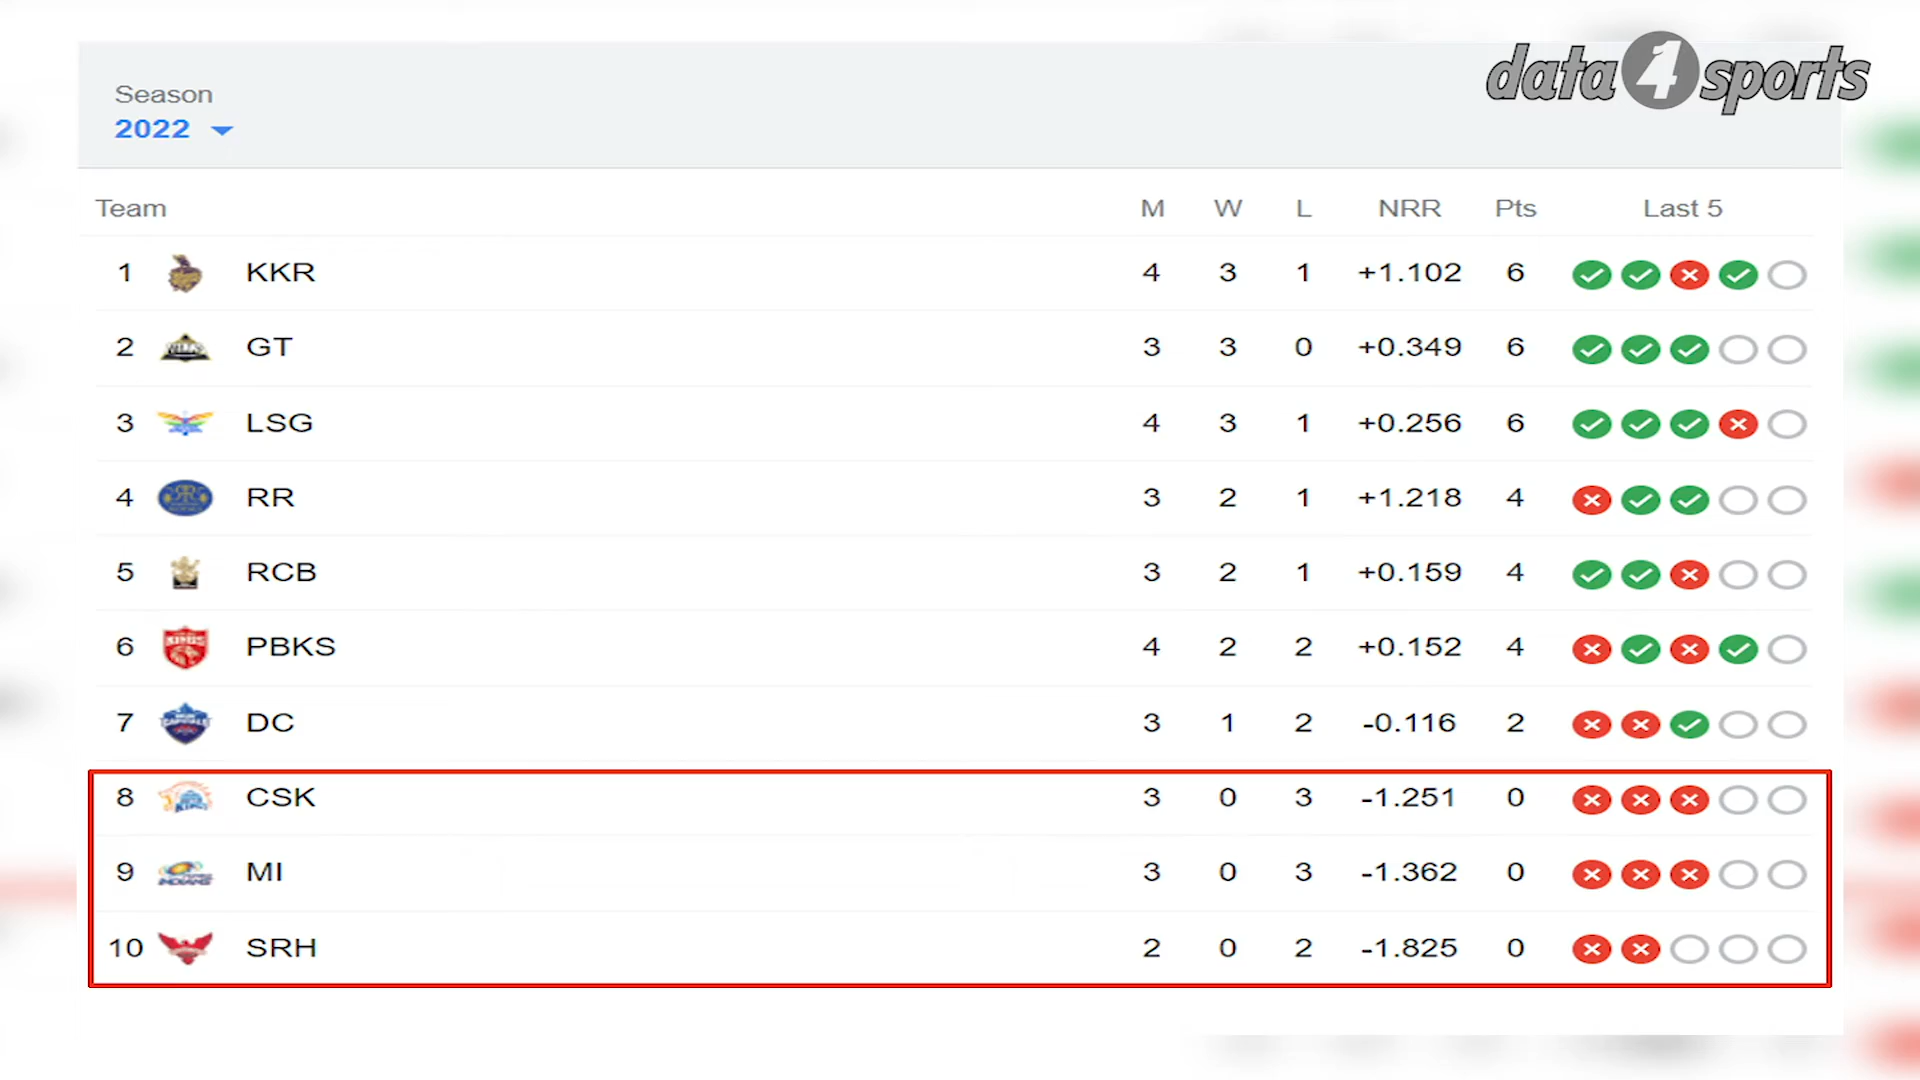 data 4 sports
Season
2022
Team M W L NRR Pts Last 5
1 KKR 4 3 1 +1.102 6
2 GT 3 3 0 +0.349 6
3 LSG 4 3 1 +0.256 6
4 RR 3 2 1 +1.218 4
5 RCB 3 2 1 +0.159 4
6 PBKS 4 2 2 +0.152 4
7 DC 3 1 2 -0.116 2
8 CSK 3 0 3 -1.251 0
9 MI 3 0 3 -1.362 0
10 SRH 2 0 2 -1.825 0